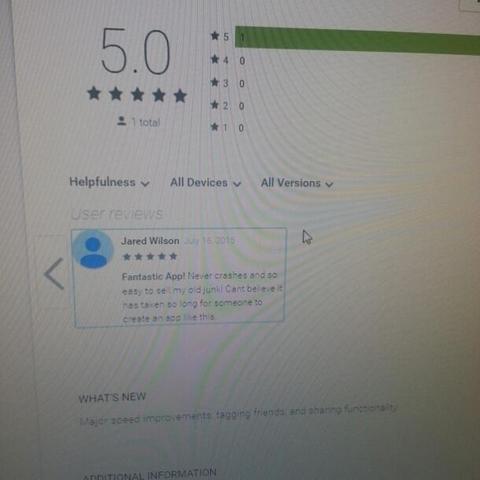 5.0
1 total
5 1
4 0
3 0
2 0
1 0
Helpfulness All Devices All Versions
User reviews
Jared Wilson July 16, 2015
Fantastic App! Never crashes and so
easy to sell my old junk! Cant believe it
has taken so long for someone to
create an app like this.
WHAT'S NEW
Major speed improvements, tagging friends, and sharing functionality
ADDITIONAL INFORMATION